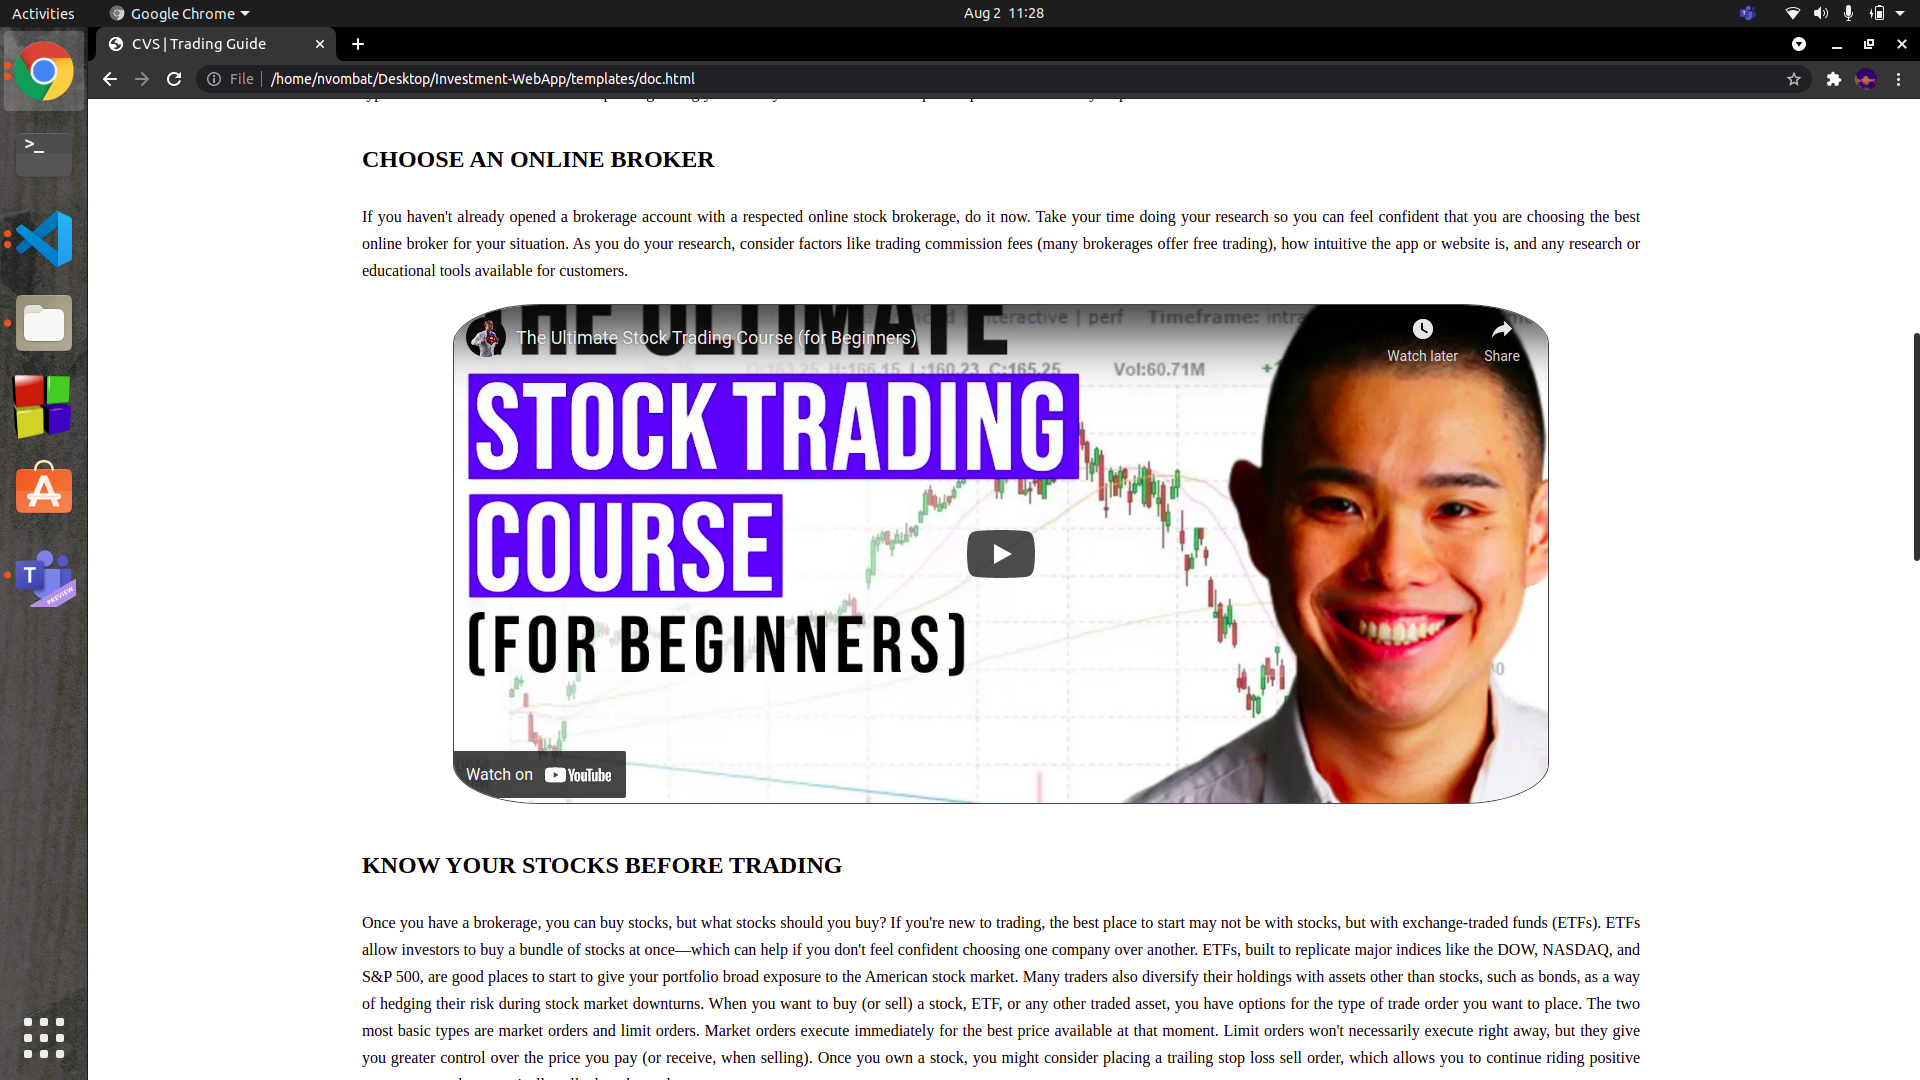 Activities Google Chrome Aug 2 11:28
CVS | Trading Guide
File /home/nvombat/Desktop/Investment-WebApp/templates/doc.html
CHOOSE AN ONLINE BROKER
If you haven't already opened a brokerage account with a respected online stock brokerage, do it now. Take your time doing your research so you can feel confident that you are choosing the best
online broker for your situation. As you do your research, consider factors like trading commission fees (many brokerages offer free trading), how intuitive the app or website is, and any research or
educational tools available for customers.
THE ULTIMATE
interactive | perf Timeframe: intra
The Ultimate Stock Trading Course (for Beginners)
Watch later Share
O:163.25 H:166.15 L:160.23 C:165.25 Vol:60.71M
STOCK TRADING
COURSE
(FOR BEGINNERS)
Watch on YouTube
KNOW YOUR STOCKS BEFORE TRADING
Once you have a brokerage, you can buy stocks, but what stocks should you buy? If you're new to trading, the best place to start may not be with stocks, but with exchange-traded funds (ETFs). ETFs
allow investors to buy a bundle of stocks at once—which can help if you don't feel confident choosing one company over another. ETFs, built to replicate major indices like the DOW, NASDAQ, and
S&P 500, are good places to start to give your portfolio broad exposure to the American stock market. Many traders also diversify their holdings with assets other than stocks, such as bonds, as a way
of hedging their risk during stock market downturns. When you want to buy (or sell) a stock, ETF, or any other traded asset, you have options for the type of trade order you want to place. The two
most basic types are market orders and limit orders. Market orders execute immediately for the best price available at that moment. Limit orders won't necessarily execute right away, but they give
you greater control over the price you pay (or receive, when selling). Once you own a stock, you might consider placing a trailing stop loss sell order, which allows you to continue riding positive
T
PREVIEW